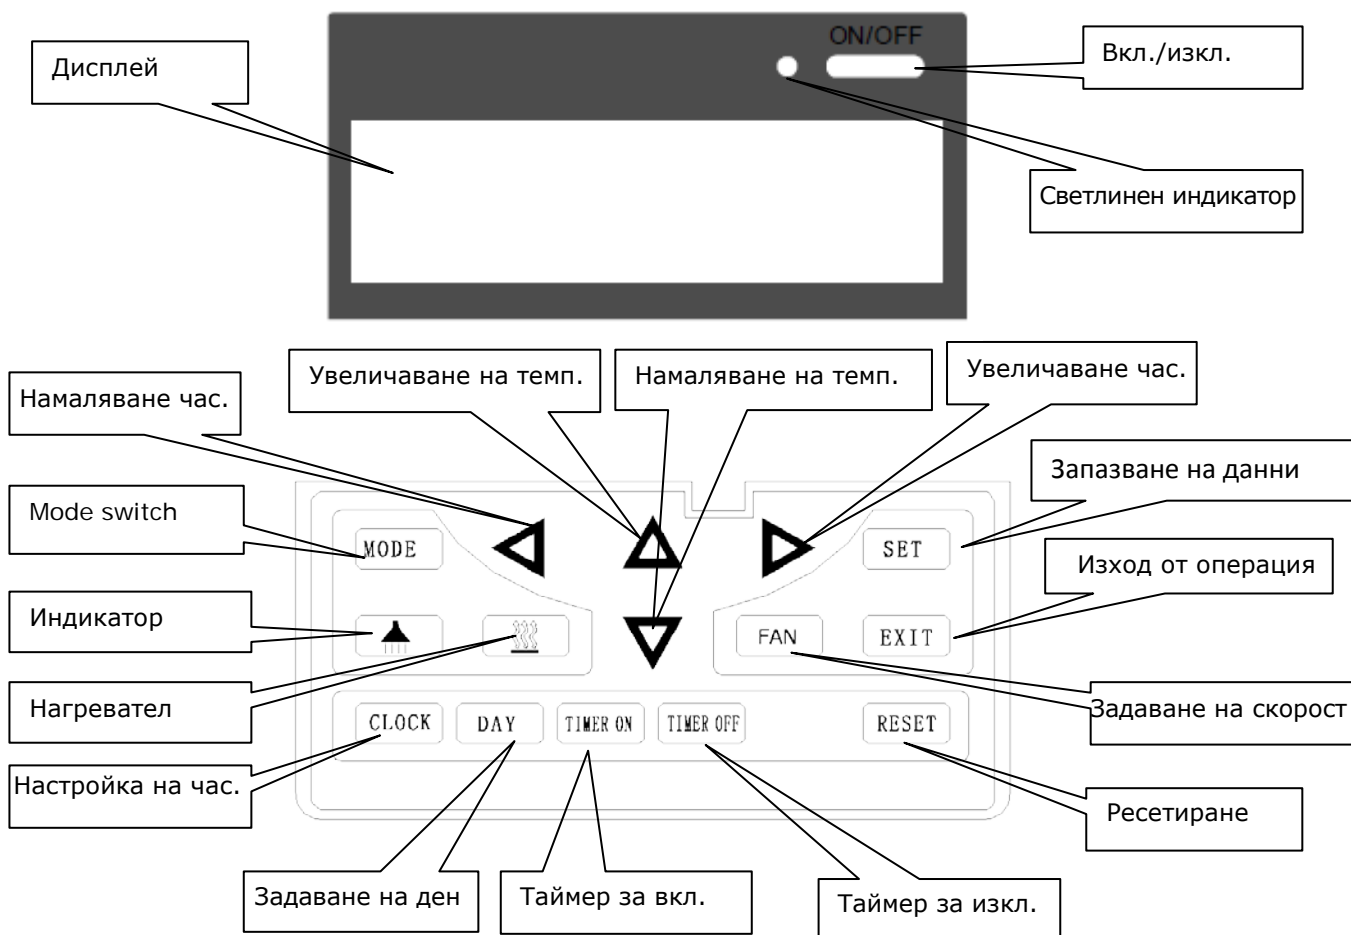 ON/OFF
Дисплей
Вкл./изкл.
Светлинен индикатор
Увеличаване на темп.
Намаляване на темп.
Увеличаване час.
Намаляване час.
Запазване на данни
Mode switch
MODE
SET
Изход от операция
Индикатор
FAN
EXIT
Нагревател
Задаване на скорост
CLOCK
DAY
TIMER ON
TIMER OFF
RESET
Настройка на час.
Ресетиране
Задаване на ден
Таймер за вкл.
Таймер за изкл.